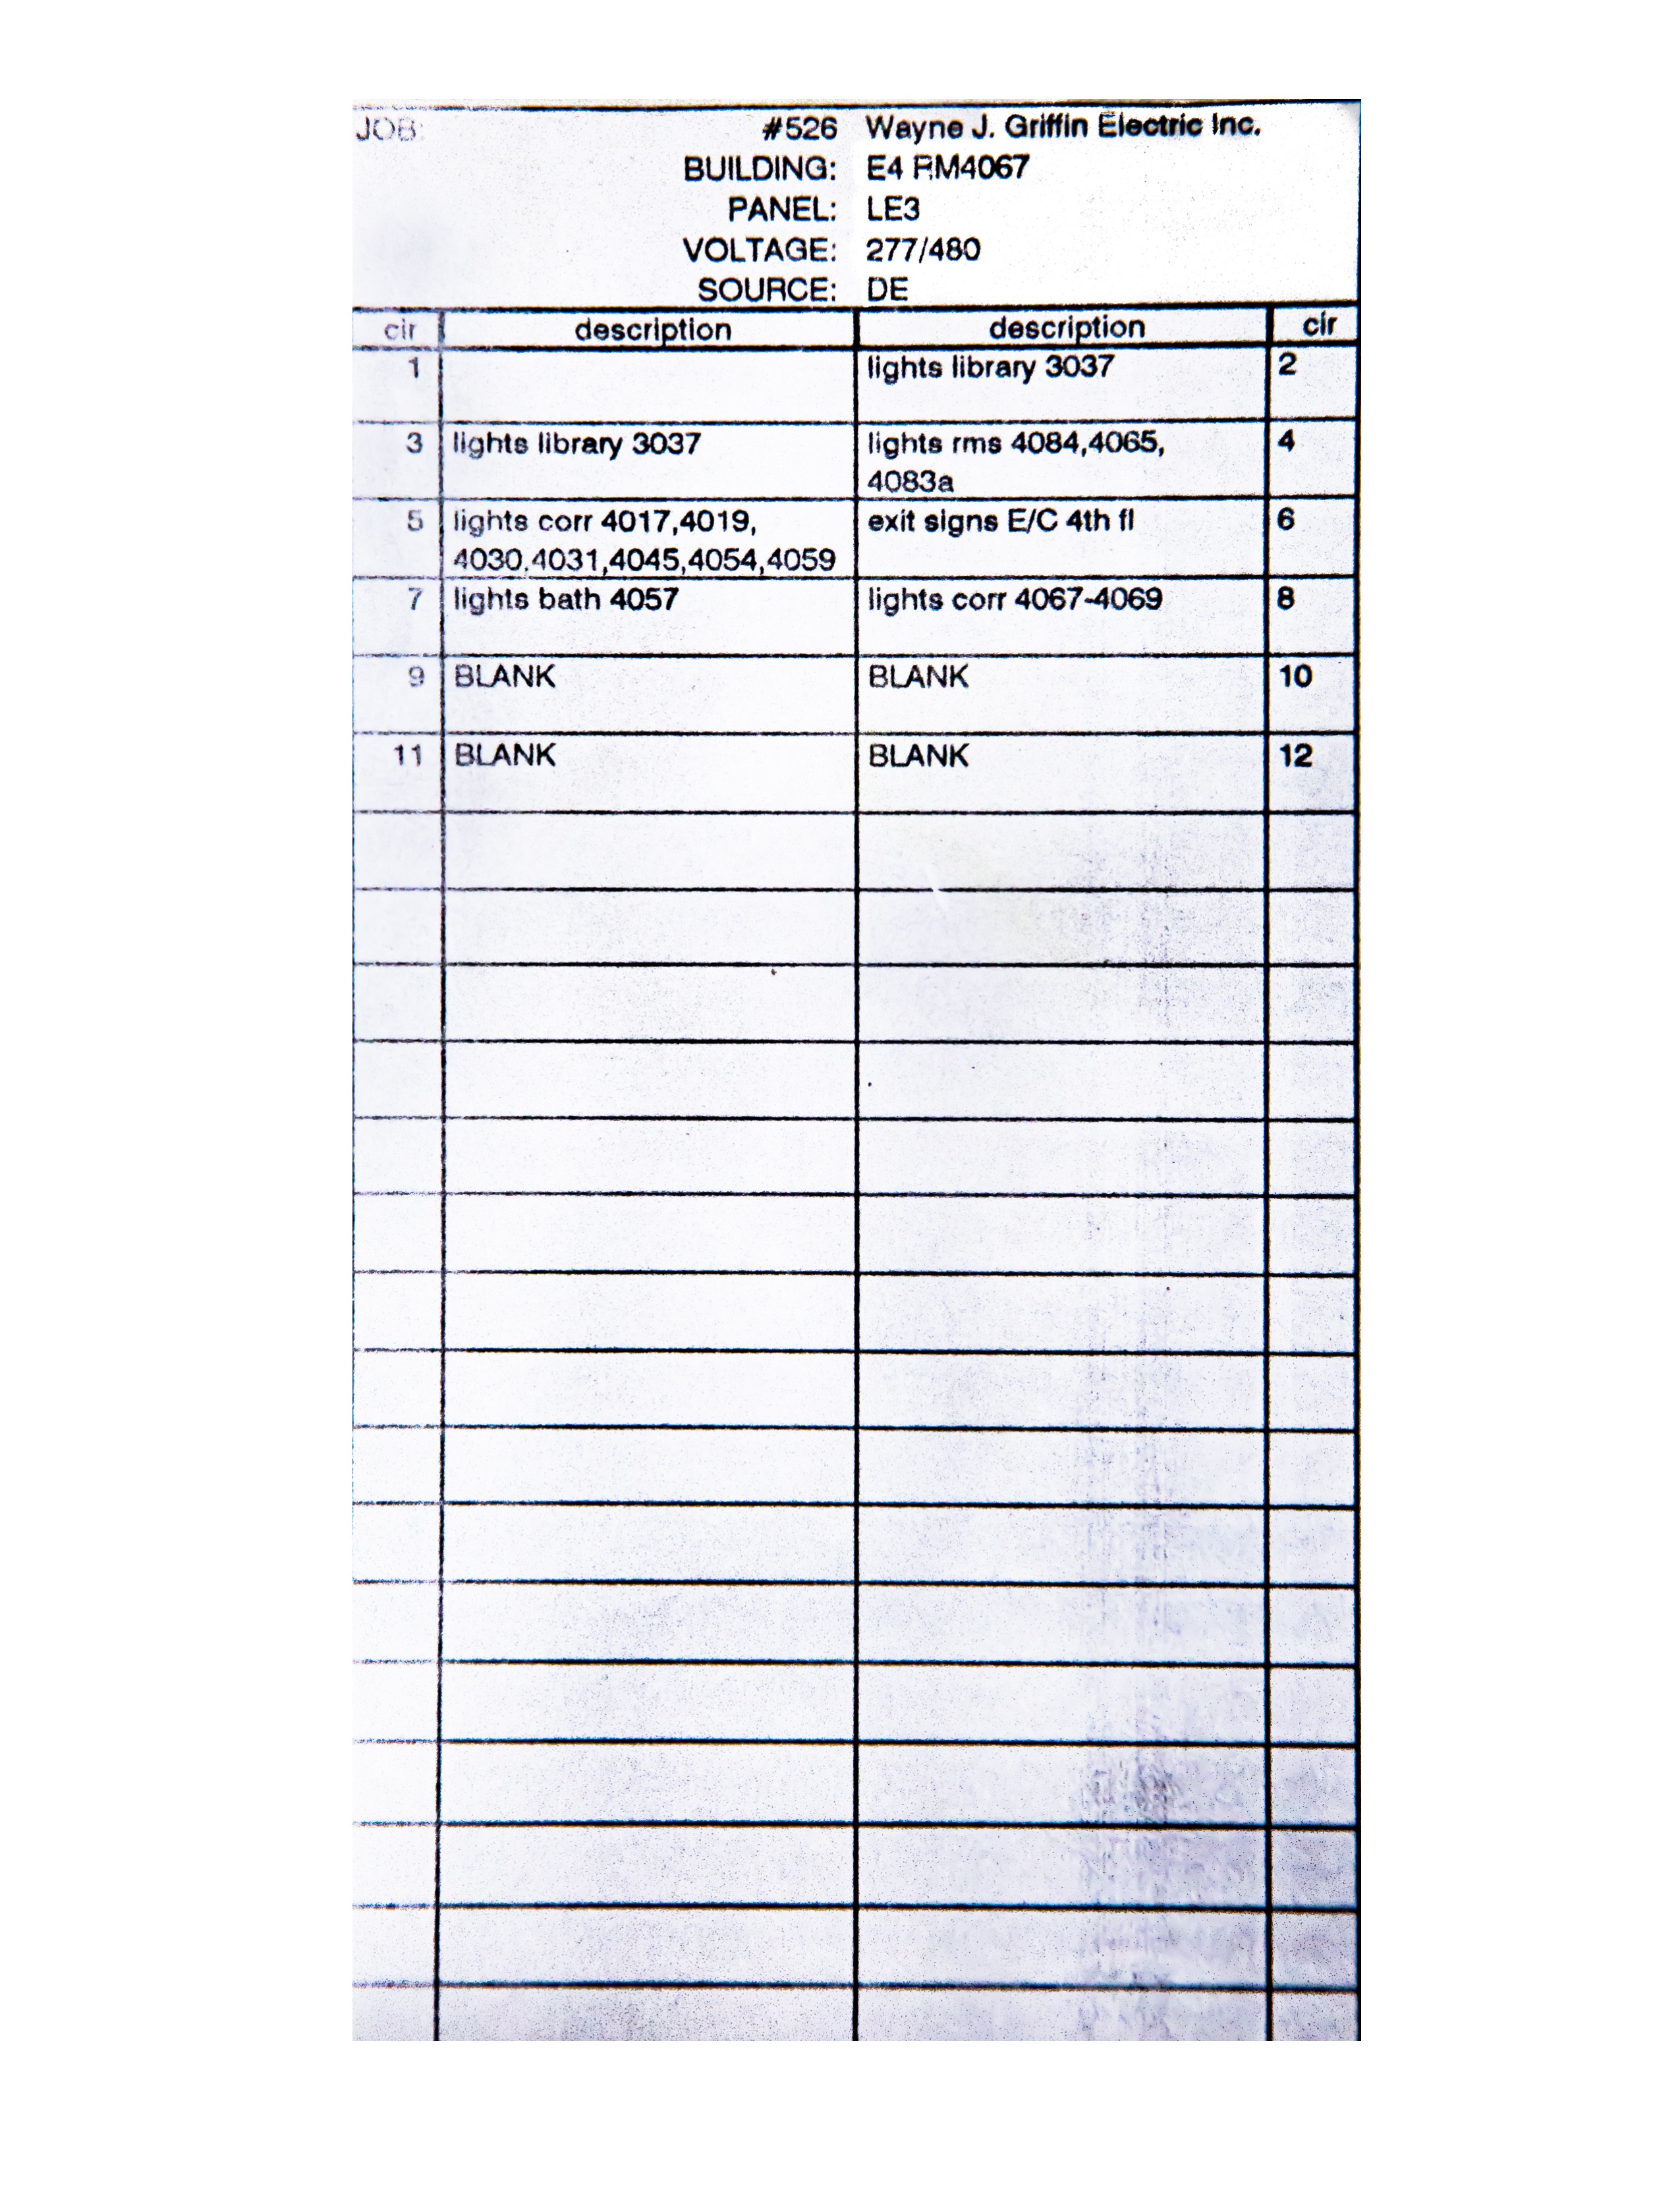 JOB: #526 Wayne J. Griffin Electric Inc.
BUILDING: E4 RM4067
PANEL: LE3
VOLTAGE: 277/480
SOURCE: DE
cir description description cir
1 lights library 3037 2
3 lights library 3037 lights rms 4084,4065, 4
4083a
5 lights corr 4017,4019, exit signs E/C 4th fl 6
4030,4031,4045,4054,4059
7 lights bath 4057 lights corr 4067-4069 8
9 BLANK BLANK 10
11 BLANK BLANK 12